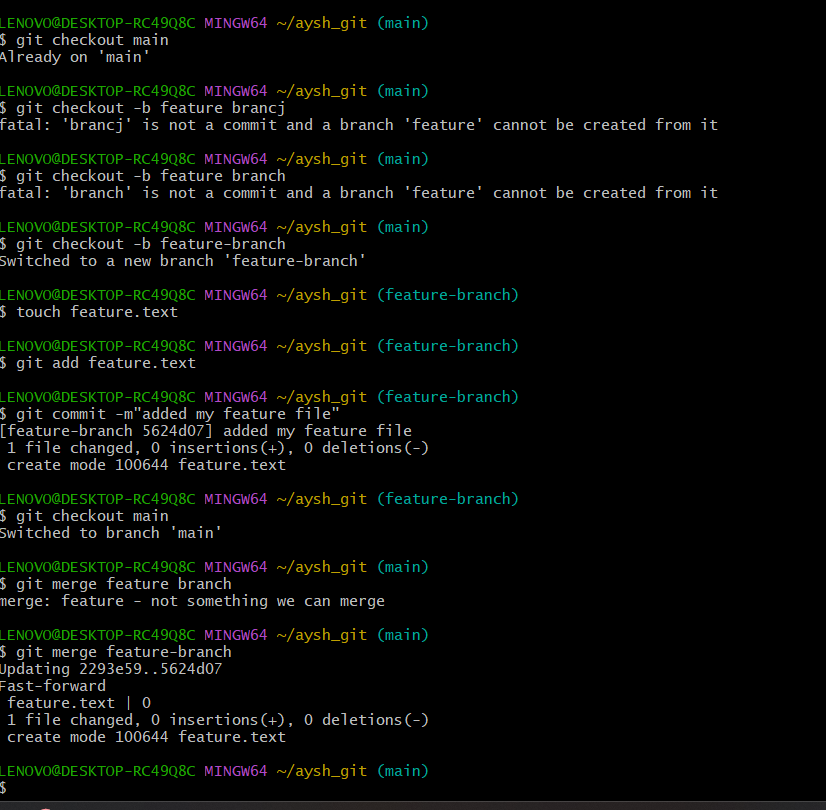 LENOVO@DESKTOP-RC49Q8C MINGW64 ~/aysh_git (main)
$ git checkout main
Already on 'main'
LENOVO@DESKTOP-RC49Q8C MINGW64 ~/aysh_git (main)
$ git checkout -b feature brancj
fatal: 'brancj' is not a commit and a branch 'feature' cannot be created from it
LENOVO@DESKTOP-RC49Q8C MINGW64 ~/aysh_git (main)
$ git checkout -b feature branch
fatal: 'branch' is not a commit and a branch 'feature' cannot be created from it
LENOVO@DESKTOP-RC49Q8C MINGW64 ~/aysh_git (main)
$ git checkout -b feature-branch
Switched to a new branch 'feature-branch'
LENOVO@DESKTOP-RC49Q8C MINGW64 ~/aysh_git (feature-branch)
$ touch feature.text
LENOVO@DESKTOP-RC49Q8C MINGW64 ~/aysh_git (feature-branch)
$ git add feature.text
LENOVO@DESKTOP-RC49Q8C MINGW64 ~/aysh_git (feature-branch)
$ git commit -m"added my feature file"
[feature-branch 5624d07] added my feature file
1 file changed, 0 insertions(+), 0 deletions(-)
create mode 100644 feature.text
LENOVO@DESKTOP-RC49Q8C MINGW64 ~/aysh_git (feature-branch)
$ git checkout main
Switched to branch 'main'
LENOVO@DESKTOP-RC49Q8C MINGW64 ~/aysh_git (main)
$ git merge feature branch
merge: feature - not something we can merge
LENOVO@DESKTOP-RC49Q8C MINGW64 ~/aysh_git (main)
$ git merge feature-branch
Updating 2293e59..5624d07
Fast-forward
feature.text | 0
1 file changed, 0 insertions(+), 0 deletions(-)
create mode 100644 feature.text
LENOVO@DESKTOP-RC49Q8C MINGW64 ~/aysh_git (main)
$